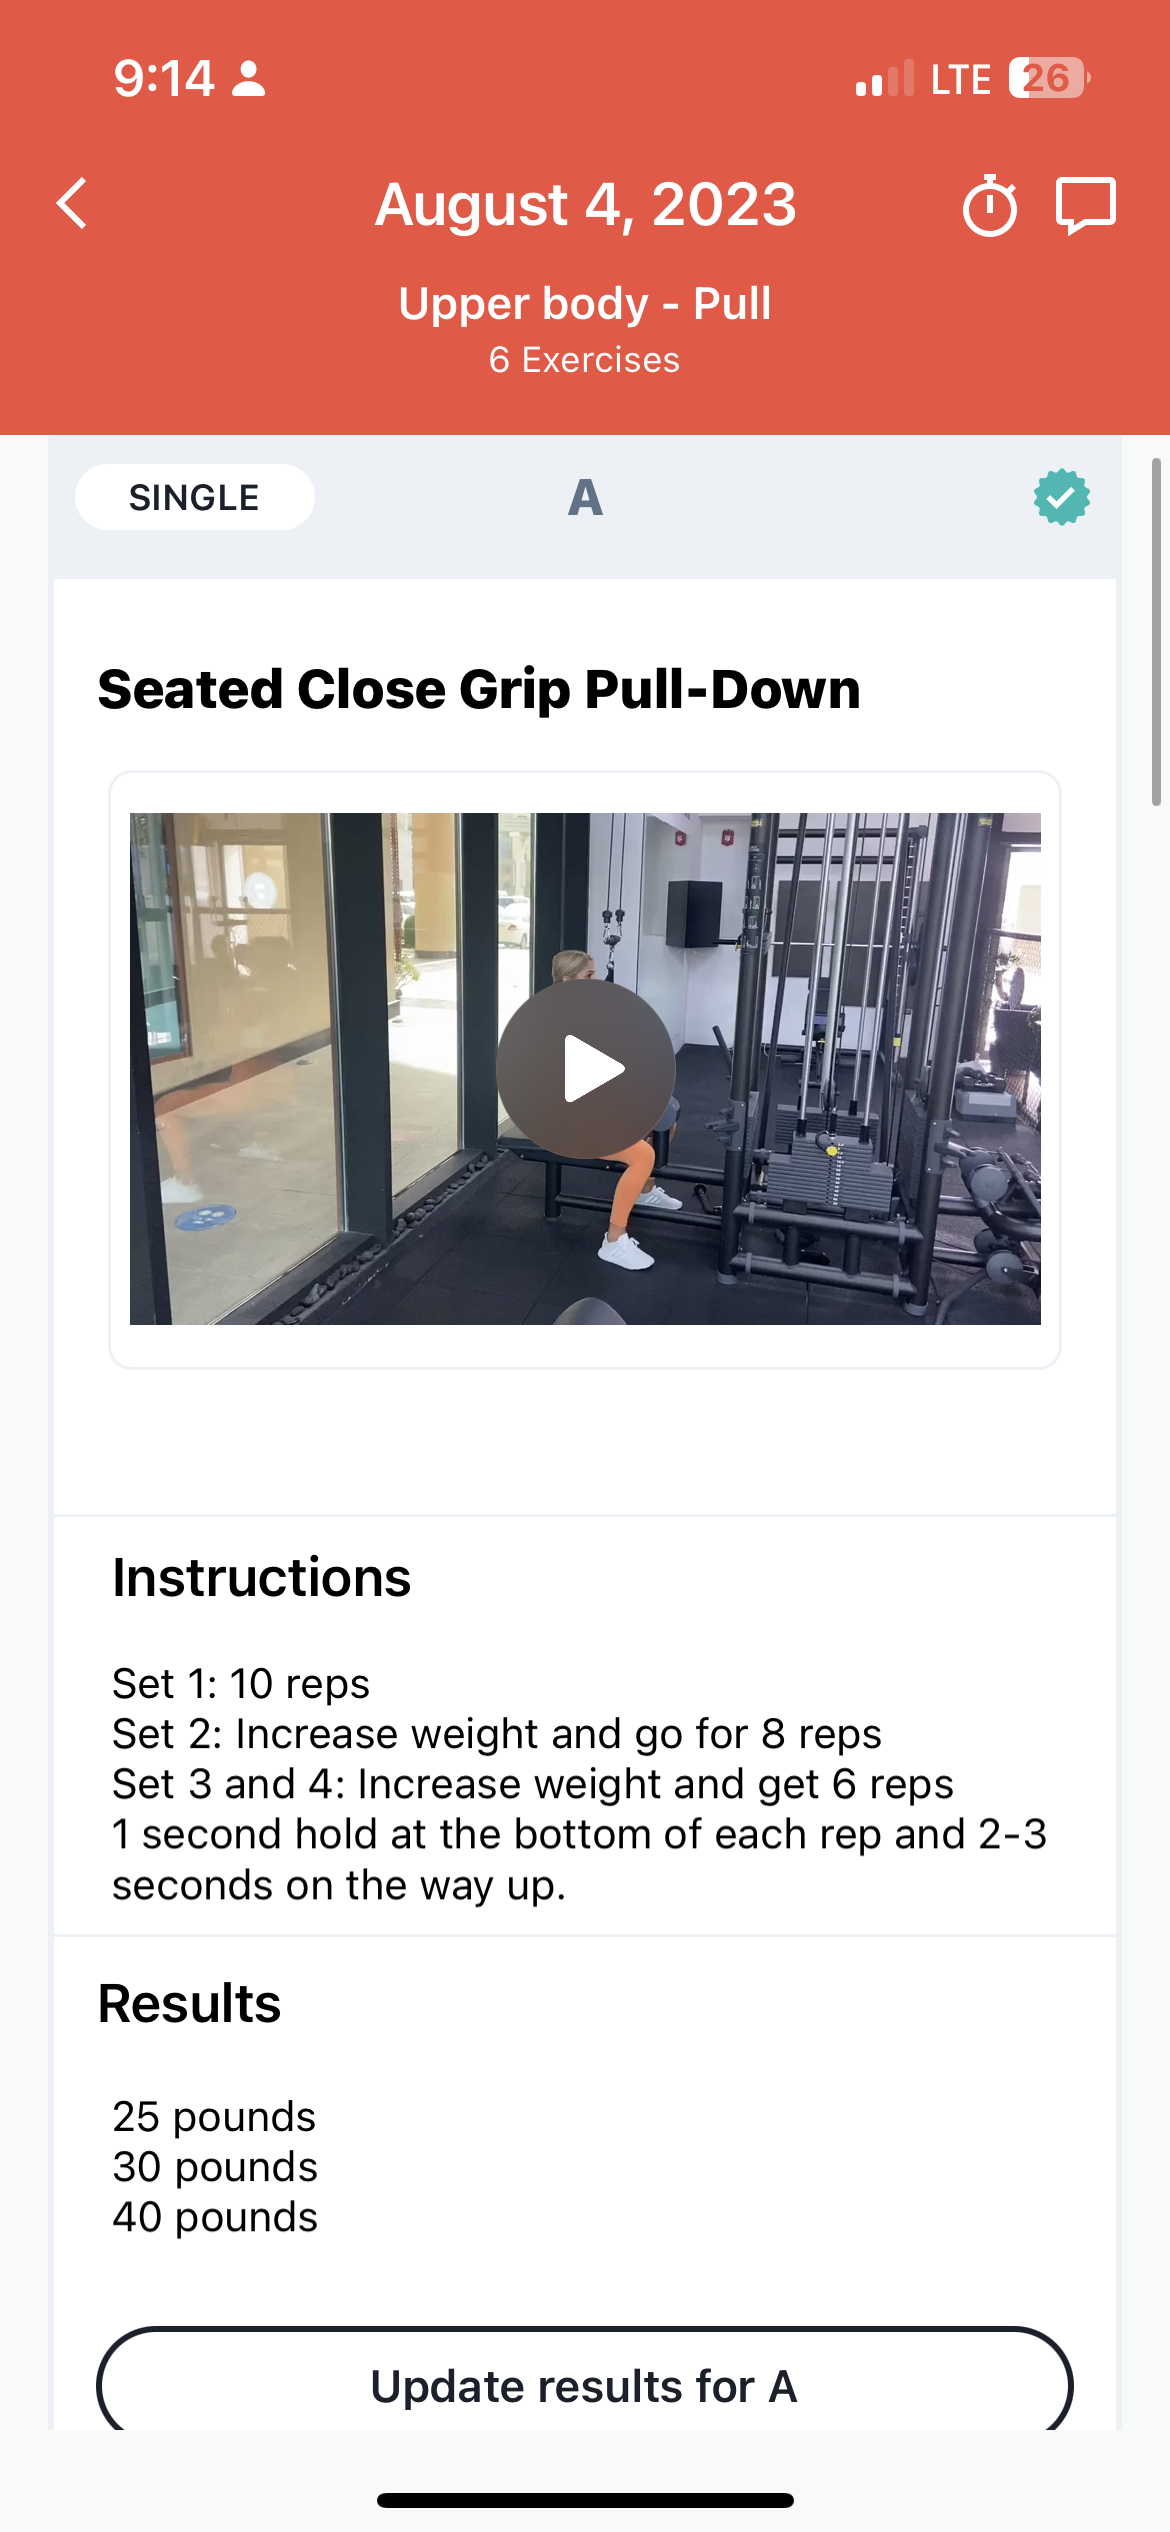 9:14
LTE
26
August 4, 2023
Upper body - Pull
6 Exercises
SINGLE
A
Seated Close Grip Pull-Down
Instructions
Set 1: 10 reps
Set 2: Increase weight and go for 8 reps
Set 3 and 4: Increase weight and get 6 reps
1 second hold at the bottom of each rep and 2-3
seconds on the way up.
Results
25 pounds
30 pounds
40 pounds
Update results for A